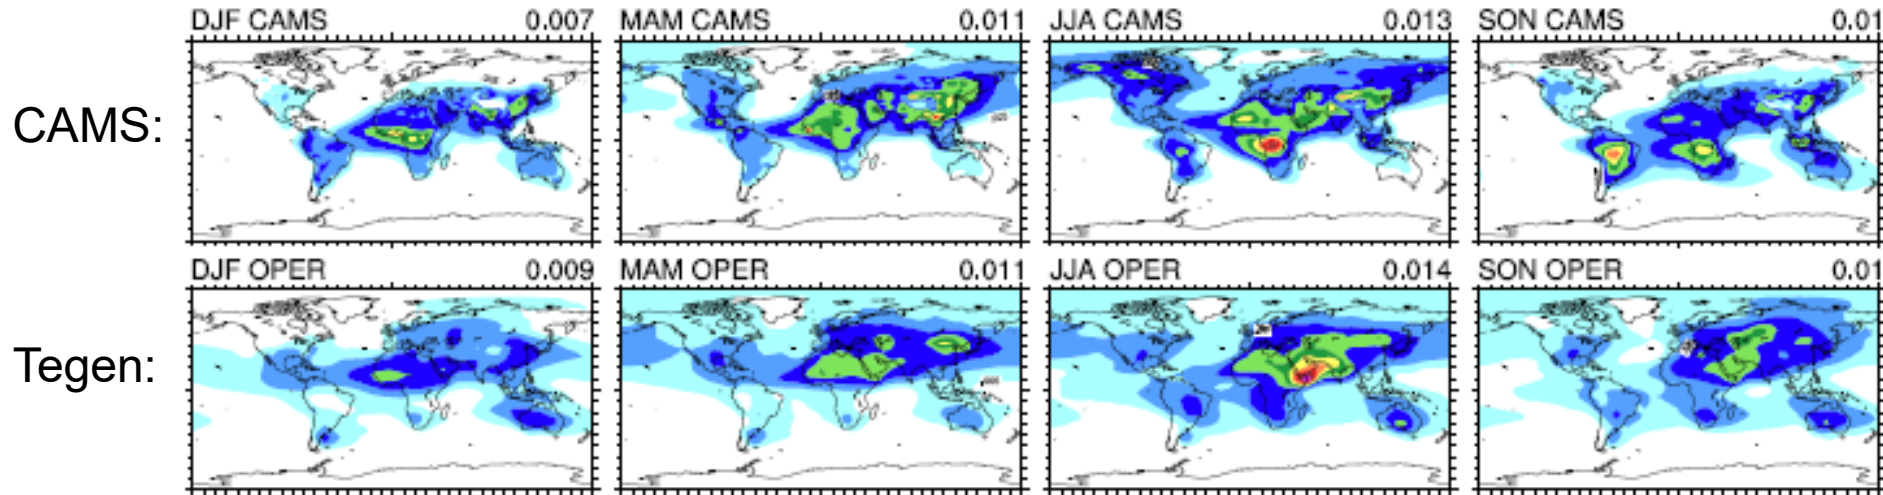 DJF CAMS 0.007 MAM CAMS 0.011 JJA CAMS 0.013 SON CAMS 0.01
CAMS:
DJF OPER 0.009 MAM OPER 0.011 JJA OPER 0.014 SON OPER 0.01
Tegen: